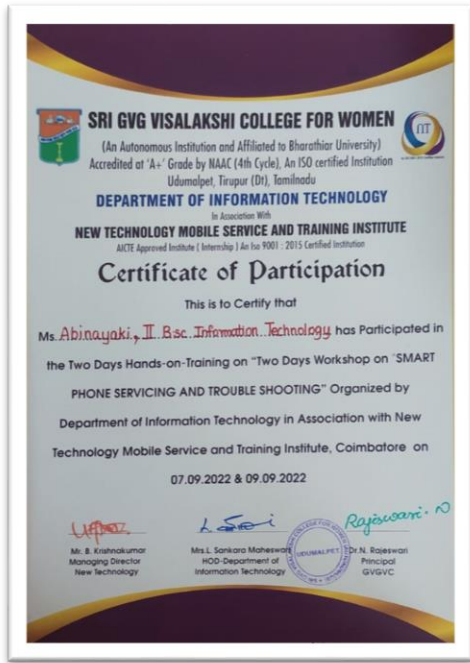 SRI GVG VISALAKSHI COLLEGE FOR WOMEN
(An Autonomous Institution and Affiliated to Bharathiar University)
Accredited at 'A+' Grade by NAAC (4th Cycle), An ISO certified Institution
Udumalpet, Tirupur (Dt), Tamilnadu
DEPARTMENT OF INFORMATION TECHNOLOGY
In Association With
NEW TECHNOLOGY MOBILE SERVICE AND TRAINING INSTITUTE
AICTE Approved Institute ( Internship ) An Iso 9001 : 2015 Certified Institution
Certificate of Participation
This is to Certify that
Ms. Abinayaki, II B.sc. Information Technology has Participated in
the Two Days Hands-on-Training on "Two Days Workshop on 'SMART
PHONE SERVICING AND TROUBLE SHOOTING" Organized by
Department of Information Technology in Association with New
Technology Mobile Service and Training Institute, Coimbatore on
07.09.2022 & 09.09.2022
Rajeswari. N
Mr. B. Krishnakumar
Managing Director
New Technology
Mrs.L. Sankara Maheswari
HOD-Department of
Information Technology
UDUMALPET
Dr.N. Rajeswari
Principal
GVGVC